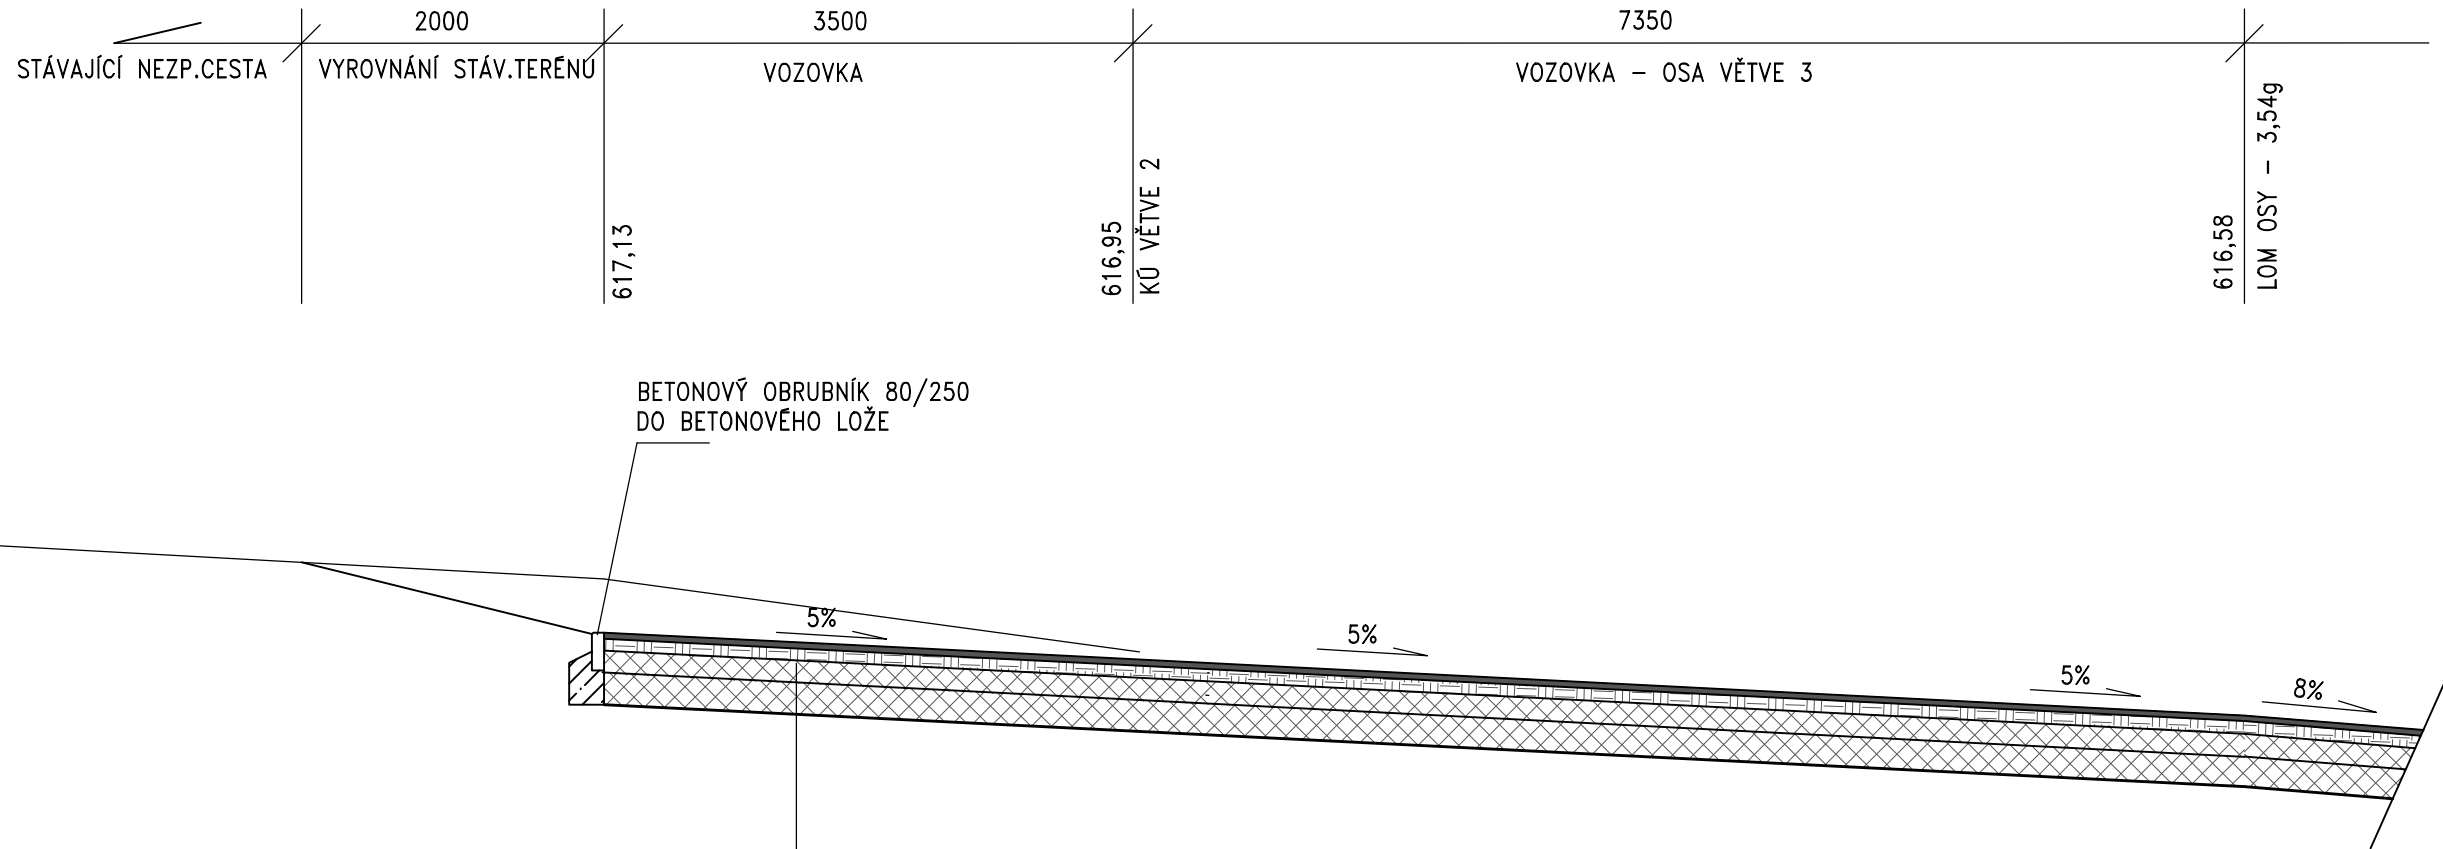 2000
3500
7350
STÁVAJÍCÍ NEZP.CESTA
VYROVNÁNÍ STÁV.TERÉNU
VOZOVKA
VOZOVKA – OSA VĚTVE 3
617,13
616,95
KÚ VĚTVE 2
616,58
LOM OSY – 3,54g
BETONOVÝ OBRUBNÍK 80/250
DO BETONOVÉHO LOŽE
5%
5%
5%
8%